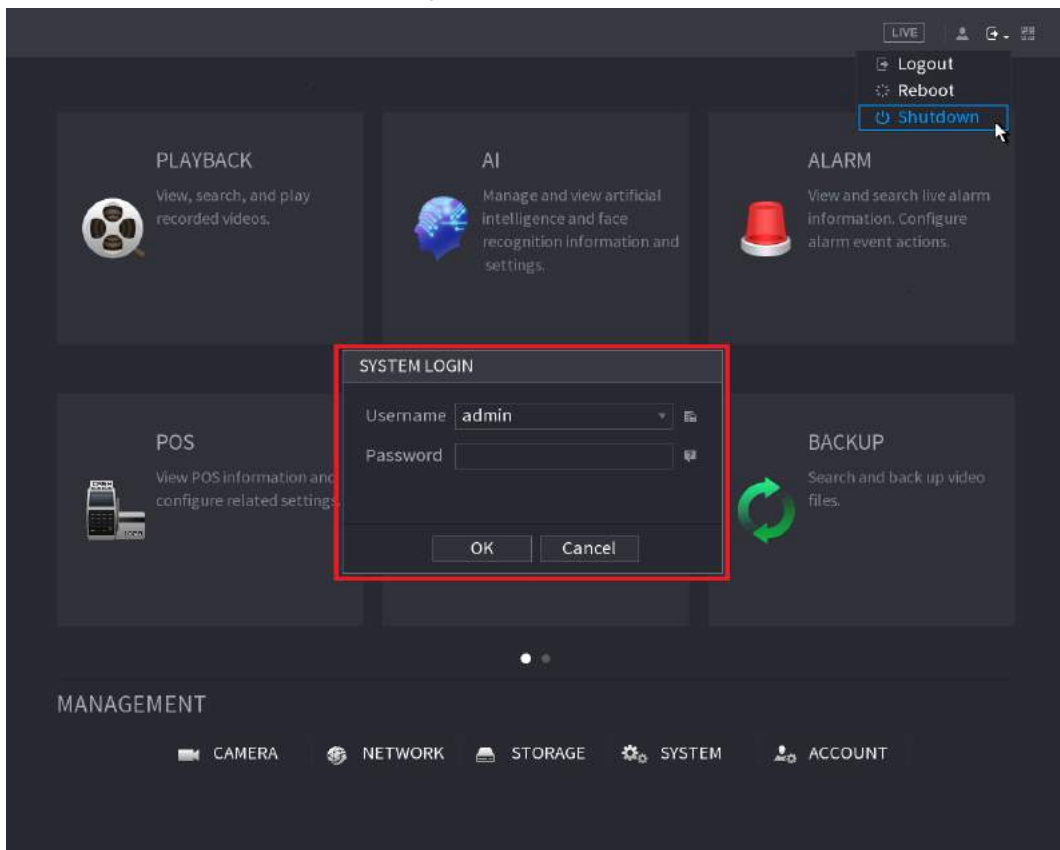 LIVE
Logout
Reboot
Shutdown
PLAYBACK
View, search, and play
recorded videos.
AI
Manage and view artificial
intelligence and face
recognition information and
settings.
ALARM
View and search live alarm
information. Configure
alarm event actions.
SYSTEM LOGIN
Username admin
Password
OK Cancel
POS
View POS information and
configure related settings.
BACKUP
Search and back up video
files.
MANAGEMENT
CAMERA NETWORK STORAGE SYSTEM ACCOUNT